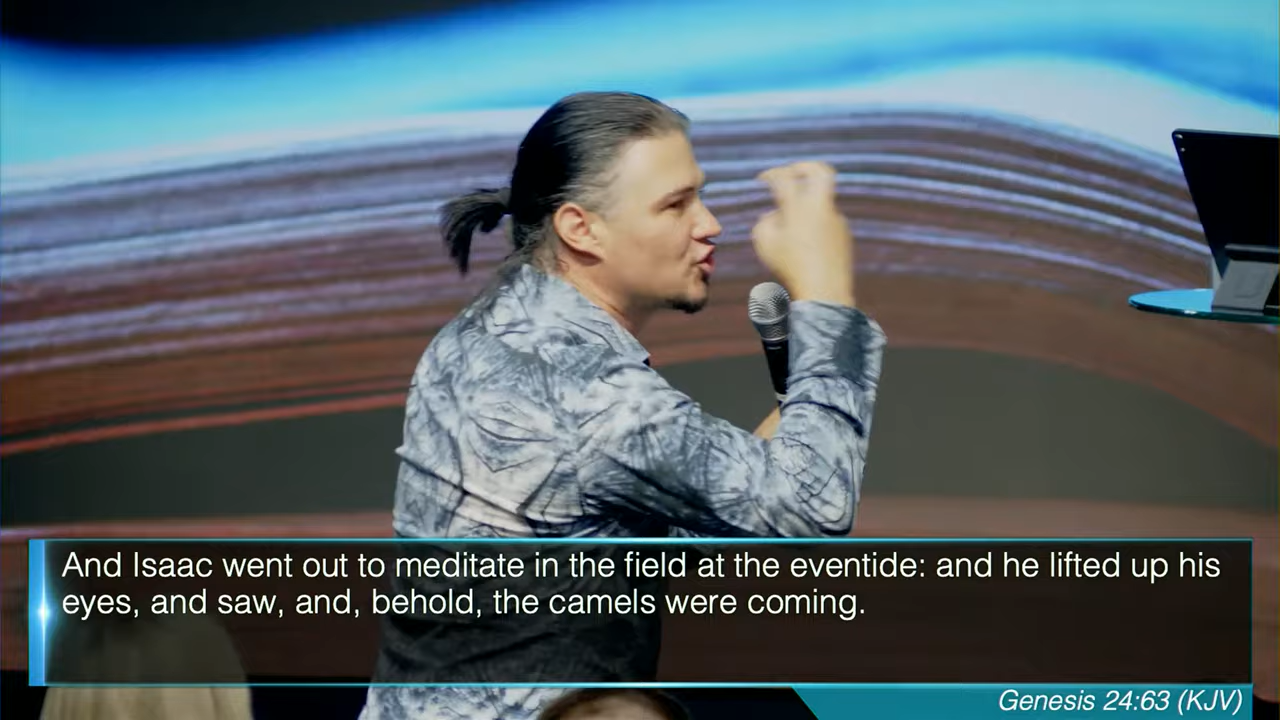 And Isaac went out to meditate in the field at the eventide: and he lifted up his
eyes, and saw, and, behold, the camels were coming.
Genesis 24:63 (KJV)